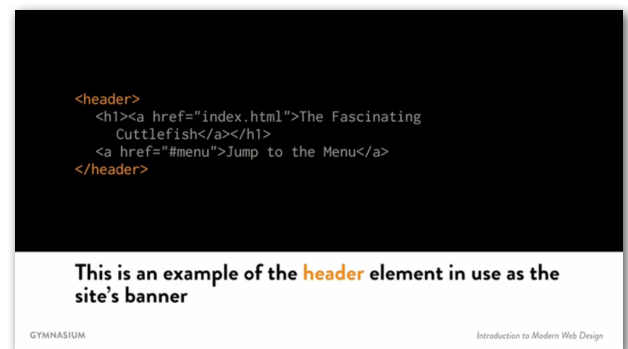 <header>
<h1><a href="index.html">The Fascinating
Cuttlefish</a></h1>
<a href="#menu">Jump to the Menu</a>
</header>
This is an example of the header element in use as the
site’s banner
GYMNASIUM
Introduction to Modern Web Design